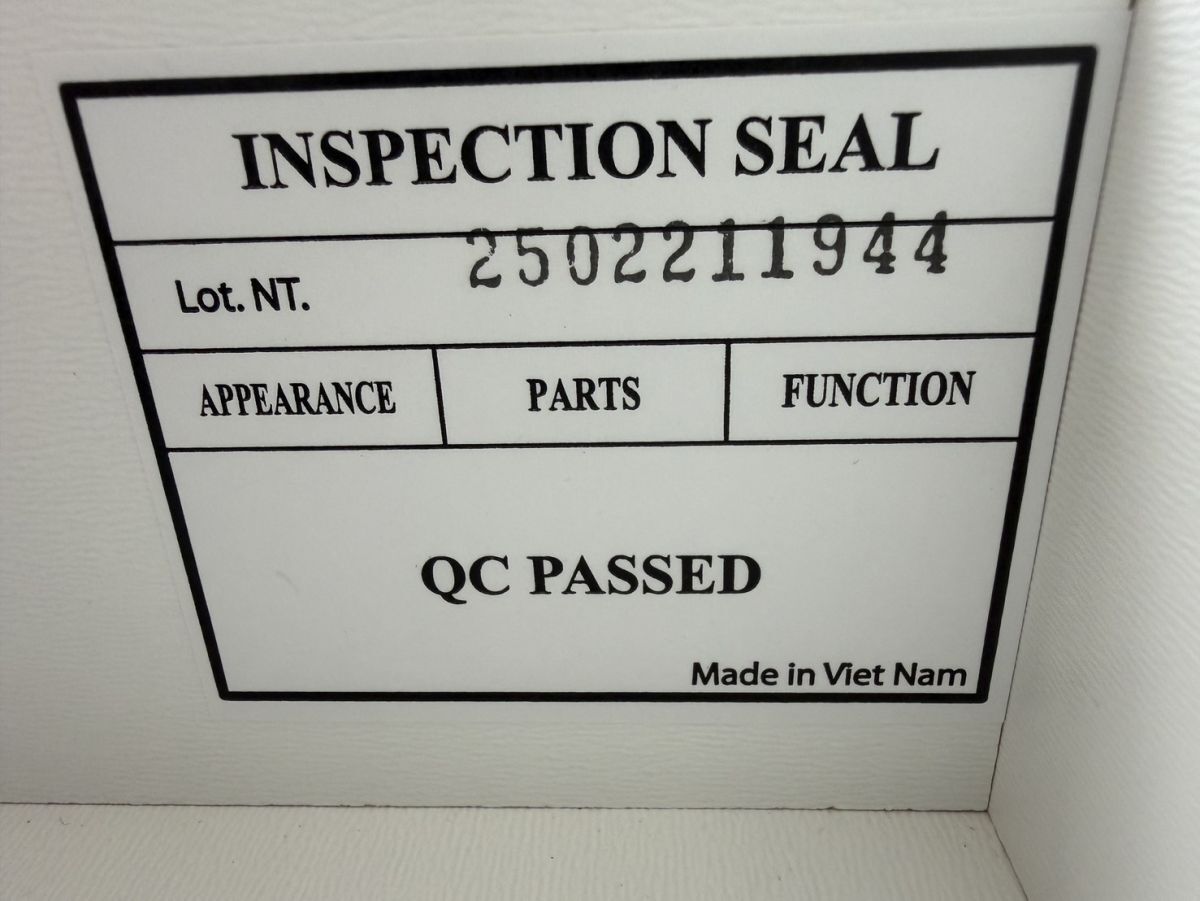 INSPECTION SEAL
Lot. NT. 2502211944
APPEARANCE PARTS FUNCTION
QC PASSED
Made in Viet Nam